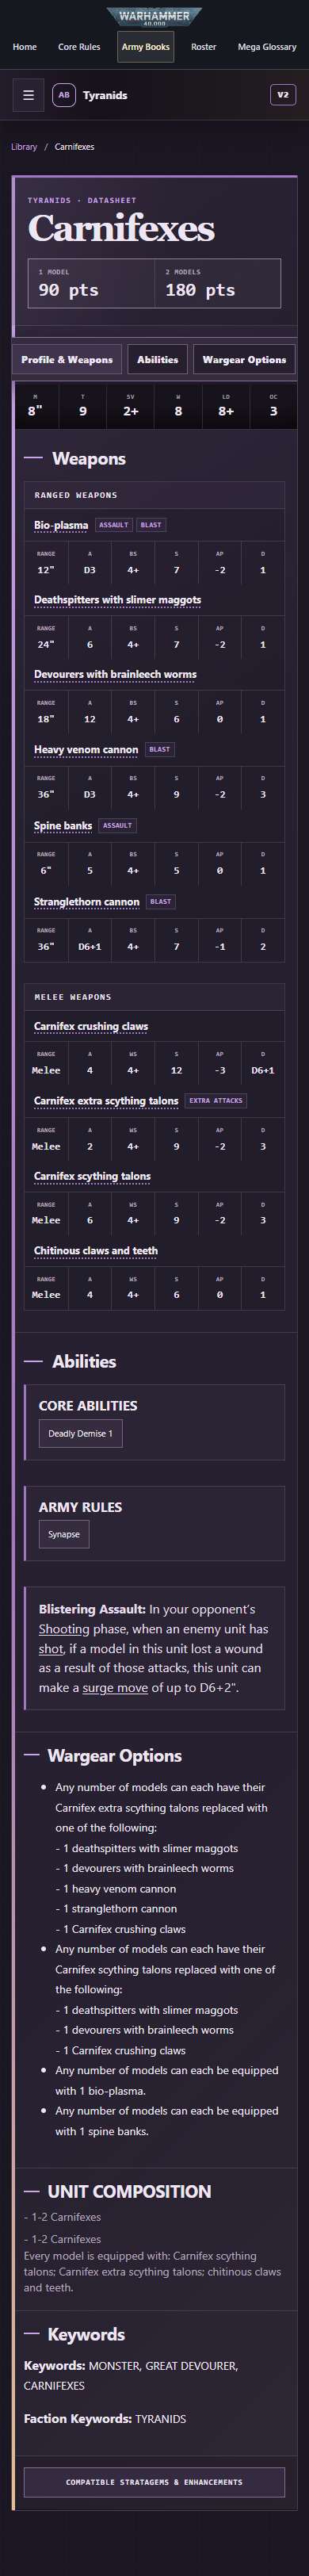 WARHAMMER
40,000
Home Core Rules Army Books Roster Mega Glossary
☰ AB Tyranids V2
Library / Carnifexes
TYRANIDS · DATASHEET
Carnifexes
1 MODEL 2 MODELS
90 pts 180 pts
Profile & Weapons Abilities Wargear Options
M T SV W LD OC
8" 9 2+ 8 8+ 3
Weapons
RANGED WEAPONS
Bio-plasma ASSAULT BLAST
RANGE A BS S AP D
12" D3 4+ 7 -2 1
Deathspitters with slimer maggots
RANGE A BS S AP D
24" 6 4+ 7 -2 1
Devourers with brainleech worms
RANGE A BS S AP D
18" 12 4+ 6 0 1
Heavy venom cannon BLAST
RANGE A BS S AP D
36" D3 4+ 9 -2 3
Spine banks ASSAULT
RANGE A BS S AP D
6" 5 4+ 5 0 1
Stranglethorn cannon BLAST
RANGE A BS S AP D
36" D6+1 4+ 7 -1 2
MELEE WEAPONS
Carnifex crushing claws
RANGE A WS S AP D
Melee 4 4+ 12 -3 D6+1
Carnifex extra scything talons EXTRA ATTACKS
RANGE A WS S AP D
Melee 2 4+ 9 -2 3
Carnifex scything talons
RANGE A WS S AP D
Melee 6 4+ 9 -2 3
Chitinous claws and teeth
RANGE A WS S AP D
Melee 4 4+ 6 0 1
Abilities
CORE ABILITIES
Deadly Demise 1
ARMY RULES
Synapse
Blistering Assault: In your opponent's
Shooting phase, when an enemy unit has
shot, if a model in this unit lost a wound
as a result of those attacks, this unit can
make a surge move of up to D6+2".
Wargear Options
• Any number of models can each have their
Carnifex extra scything talons replaced with
one of the following:
- 1 deathspitters with slimer maggots
- 1 devourers with brainleech worms
- 1 heavy venom cannon
- 1 stranglethorn cannon
- 1 Carnifex crushing claws
• Any number of models can each have their
Carnifex scything talons replaced with one of
the following:
- 1 deathspitters with slimer maggots
- 1 devourers with brainleech worms
- 1 Carnifex crushing claws
• Any number of models can each be equipped
with 1 bio-plasma.
• Any number of models can each be equipped
with 1 spine banks.
UNIT COMPOSITION
- 1-2 Carnifexes
- 1-2 Carnifexes
Every model is equipped with: Carnifex scything
talons; Carnifex extra scything talons; chitinous claws
and teeth.
Keywords
Keywords: MONSTER, GREAT DEVOURER,
CARNIFEXES
Faction Keywords: TYRANIDS
COMPATIBLE STRATAGEMS & ENHANCEMENTS